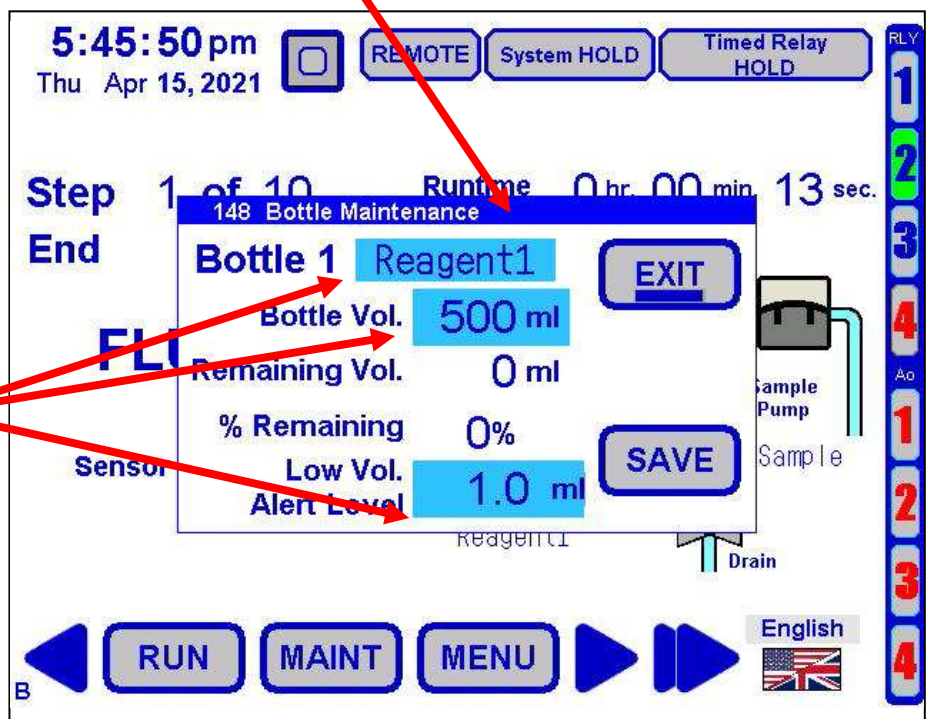 5:45:50 pm
Thu Apr 15, 2021
REMOTE
System HOLD
Timed Relay
HOLD
RLY
1
2
3
4
Ao
1
2
3
4
Step 1 of 10 Runtime 0 hr. 00 min. 13 sec.
End
148 Bottle Maintenance
Bottle 1 Reagent1
EXIT
Bottle Vol. 500 ml
Remaining Vol. 0 ml
% Remaining 0%
Low Vol.
Alert Level 1.0 ml
SAVE
Sensor
Sample
Pump
Sample
Reagent1
Drain
RUN
MAINT
MENU
English
B